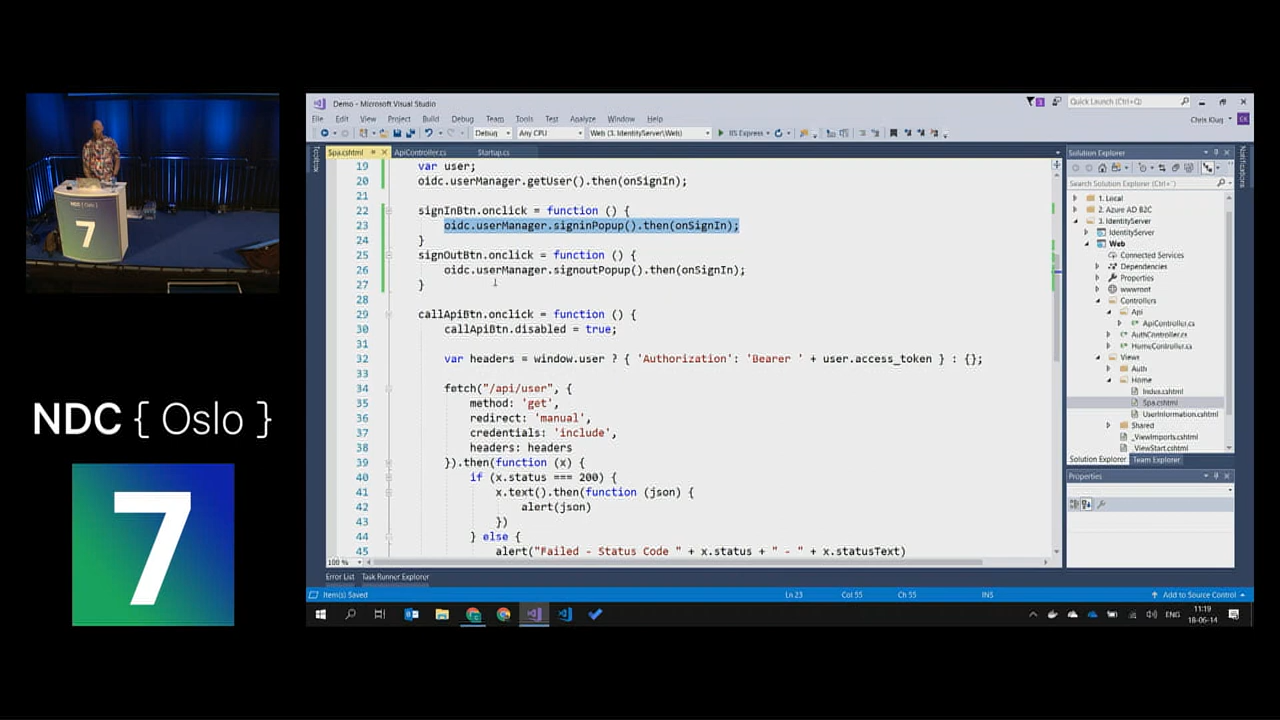 NDC { Oslo }
7
7
Demo - Microsoft Visual Studio
Quick Launch (Ctrl+Q)
File Edit View Project Build Debug Team Tools Test Analyze Window Help
Chris Klug
CK
Debug
Any CPU
Web (3. IdentityServer\Web)
IIS Express
Toolbox
Spa.cshtml
ApiController.cs
Startup.cs
19 var user;
20 oidc.userManager.getUser().then(onSignIn);
21
22 signInBtn.onclick = function () {
23 oidc.userManager.signinPopup().then(onSignIn);
24 }
25 signOutBtn.onclick = function () {
26 oidc.userManager.signoutPopup().then(onSignIn);
27 }
28
29 callApiBtn.onclick = function () {
30 callApiBtn.disabled = true;
31
32 var headers = window.user ? { 'Authorization': 'Bearer ' + user.access_token } : {};
33
34 fetch("/api/user", {
35 method: 'get',
36 redirect: 'manual',
37 credentials: 'include',
38 headers: headers
39 }).then(function (x) {
40 if (x.status === 200) {
41 x.text().then(function (json) {
42 alert(json)
43 })
44 } else {
45 alert("Failed - Status Code " + x.status + " - " + x.statusText)
100 %
Solution Explorer
Search Solution Explorer (Ctrl+')
1. Local
2. Azure AD B2C
3. IdentityServer
IdentityServer
Web
Connected Services
Dependencies
Properties
wwwroot
Controllers
Api
ApiController.cs
AuthController.cs
HomeController.cs
Views
Auth
Home
Index.cshtml
Spa.cshtml
UserInformation.cshtml
Shared
_ViewImports.cshtml
_ViewStart.cshtml
Solution Explorer Team Explorer
Properties
Notifications
Error List Task Runner Explorer
Item(s) Saved
Ln 23
Col 55
Ch 55
INS
Add to Source Control
ENG
11:19
18-06-14